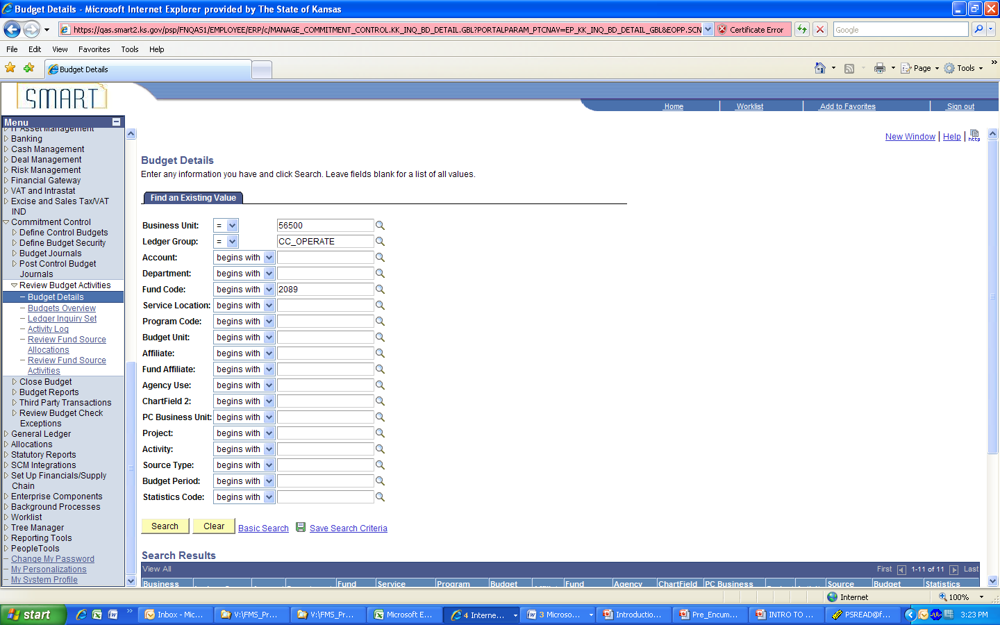 Budget Details - Microsoft Internet Explorer provided by The State of Kansas
https://qas.smart2.ks.gov/psp/FNQAS1/EMPLOYEE/ERP/c/MANAGE_COMMITMENT_CONTROL.KK_INQ_BD_DETAIL.GBL?PORTALPARAM_PTCNAV=EP_KK_INQ_BD_DETAIL_GBL&EOPP.SCN Certificate Error Google
File Edit View Favorites Tools Help
Budget Details Page Tools
SMART
Home Worklist Add to Favorites Sign out
Menu
IT Asset Management
Banking
Cash Management
Deal Management
Risk Management
Financial Gateway
VAT and Intrastat
Excise and Sales Tax/VAT
IND
Commitment Control
Define Control Budgets
Define Budget Security
Budget Journals
Post Control Budget
Journals
Review Budget Activities
Budget Details
Budgets Overview
Ledger Inquiry Set
Activity Log
Review Fund Source
Allocations
Review Fund Source
Activities
Close Budget
Budget Reports
Third Party Transactions
Review Budget Check
Exceptions
General Ledger
Allocations
Statutory Reports
SCM Integrations
Set Up Financials/Supply
Chain
Enterprise Components
Background Processes
Worklist
Tree Manager
Reporting Tools
PeopleTools
Change My Password
My Personalizations
My System Profile
New Window | Help | http
Budget Details
Enter any information you have and click Search. Leave fields blank for a list of all values.
Find an Existing Value
Business Unit: = 56500
Ledger Group: = CC_OPERATE
Account: begins with
Department: begins with
Fund Code: begins with 2089
Service Location: begins with
Program Code: begins with
Budget Unit: begins with
Affiliate: begins with
Fund Affiliate: begins with
Agency Use: begins with
ChartField 2: begins with
PC Business Unit: begins with
Project: begins with
Activity: begins with
Source Type: begins with
Budget Period: begins with
Statistics Code: begins with
Search Clear Basic Search Save Search Criteria
Search Results
View All First 1-11 of 11 Last
Business Fund Service Program Budget Fund Agency ChartField PC Business Source Budget Statistics
Internet 100%
start Inbox - Mic... V:\FMS_Pr... V:\FMS_Pr... Microsoft E... 4 Interne... 3 Microso... Introductio... Pre_Encum... INTRO TO ... PSREAD@f... 3:23 PM